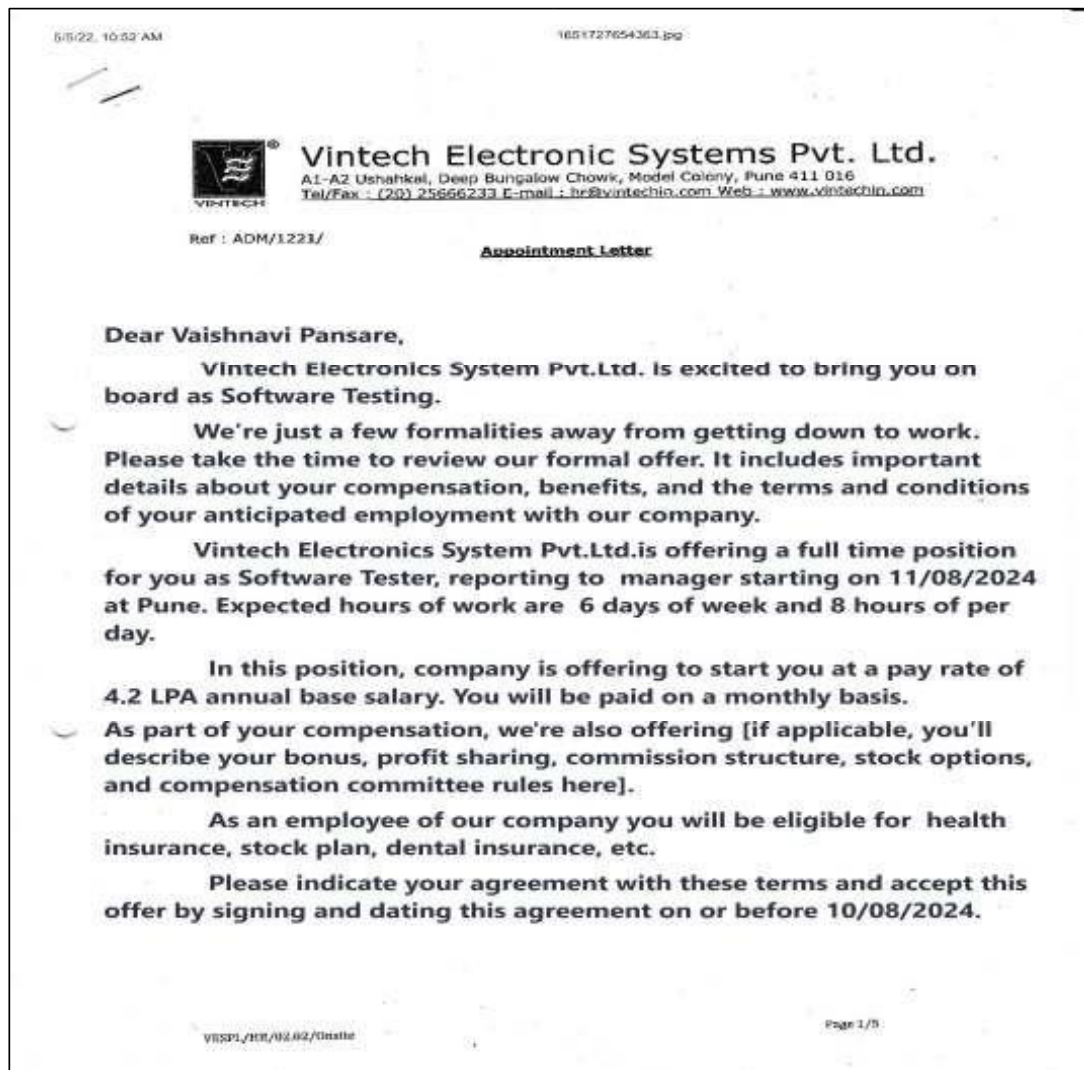 5/5/22, 10:52 AM 1651727654363.jpg
VINTECH
®
Vintech Electronic Systems Pvt. Ltd.
A1-A2 Ushahkal, Deep Bungalow Chowk, Model Colony, Pune 411 016
Tel/Fax : (20) 25666233 E-mail : hr@vintechin.com Web : www.vintechin.com
Ref : ADM/1221/
Appointment Letter
Dear Vaishnavi Pansare,
Vintech Electronics System Pvt.Ltd. is excited to bring you on
board as Software Testing.
We're just a few formalities away from getting down to work.
Please take the time to review our formal offer. It includes important
details about your compensation, benefits, and the terms and conditions
of your anticipated employment with our company.
Vintech Electronics System Pvt.Ltd.is offering a full time position
for you as Software Tester, reporting to manager starting on 11/08/2024
at Pune. Expected hours of work are 6 days of week and 8 hours of per
day.
In this position, company is offering to start you at a pay rate of
4.2 LPA annual base salary. You will be paid on a monthly basis.
As part of your compensation, we're also offering [if applicable, you'll
describe your bonus, profit sharing, commission structure, stock options,
and compensation committee rules here].
As an employee of our company you will be eligible for health
insurance, stock plan, dental insurance, etc.
Please indicate your agreement with these terms and accept this
offer by signing and dating this agreement on or before 10/08/2024.
VESPL/HR/02.02/Onsite Page 1/5